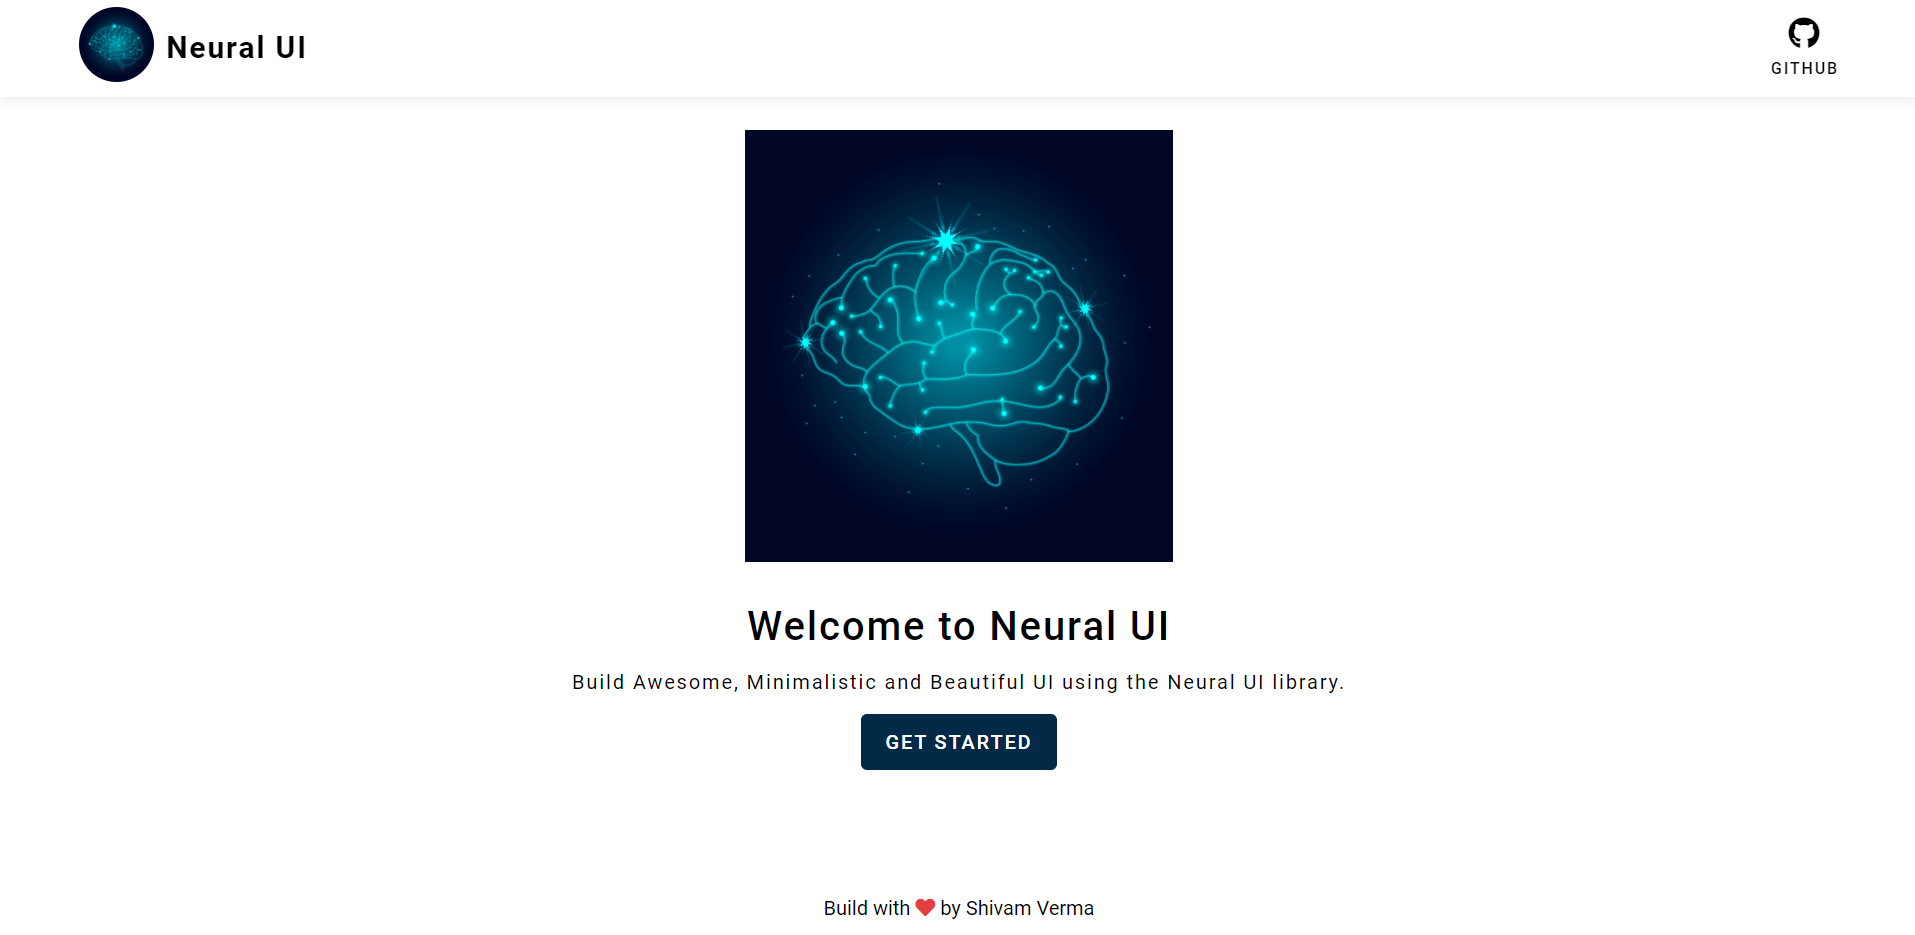 Neural UI
GITHUB
Welcome to Neural UI
Build Awesome, Minimalistic and Beautiful UI using the Neural UI library.
GET STARTED
Build with ❤ by Shivam Verma